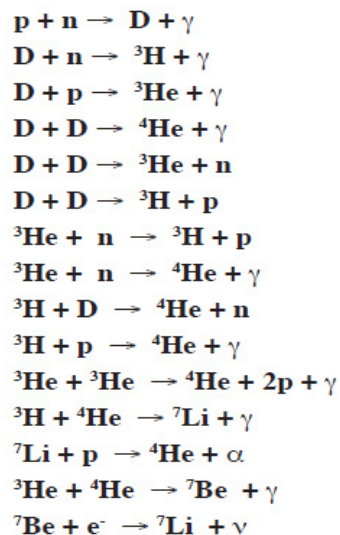 p + n → D + γ
D + n → ³H + γ
D + p → ³He + γ
D + D → ⁴He + γ
D + D → ³He + n
D + D → ³H + p
³He + n → ³H + p
³He + n → ⁴He + γ
³H + D → ⁴He + n
³H + p → ⁴He + γ
³He + ³He → ⁴He + 2p + γ
³H + ⁴He → ⁷Li + γ
⁷Li + p → ⁴He + α
³He + ⁴He → ⁷Be + γ
⁷Be + e⁻ → ⁷Li + ν